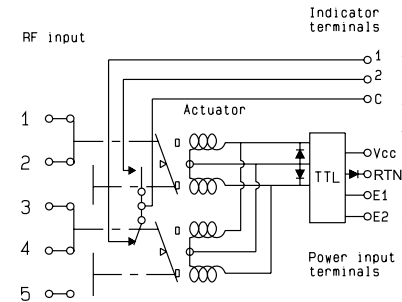 Indicator
terminals
RF input
1
2
C
Actuator
1
2
3
4
5
TTL
Vcc
RTN
E1
E2
Power input
terminals